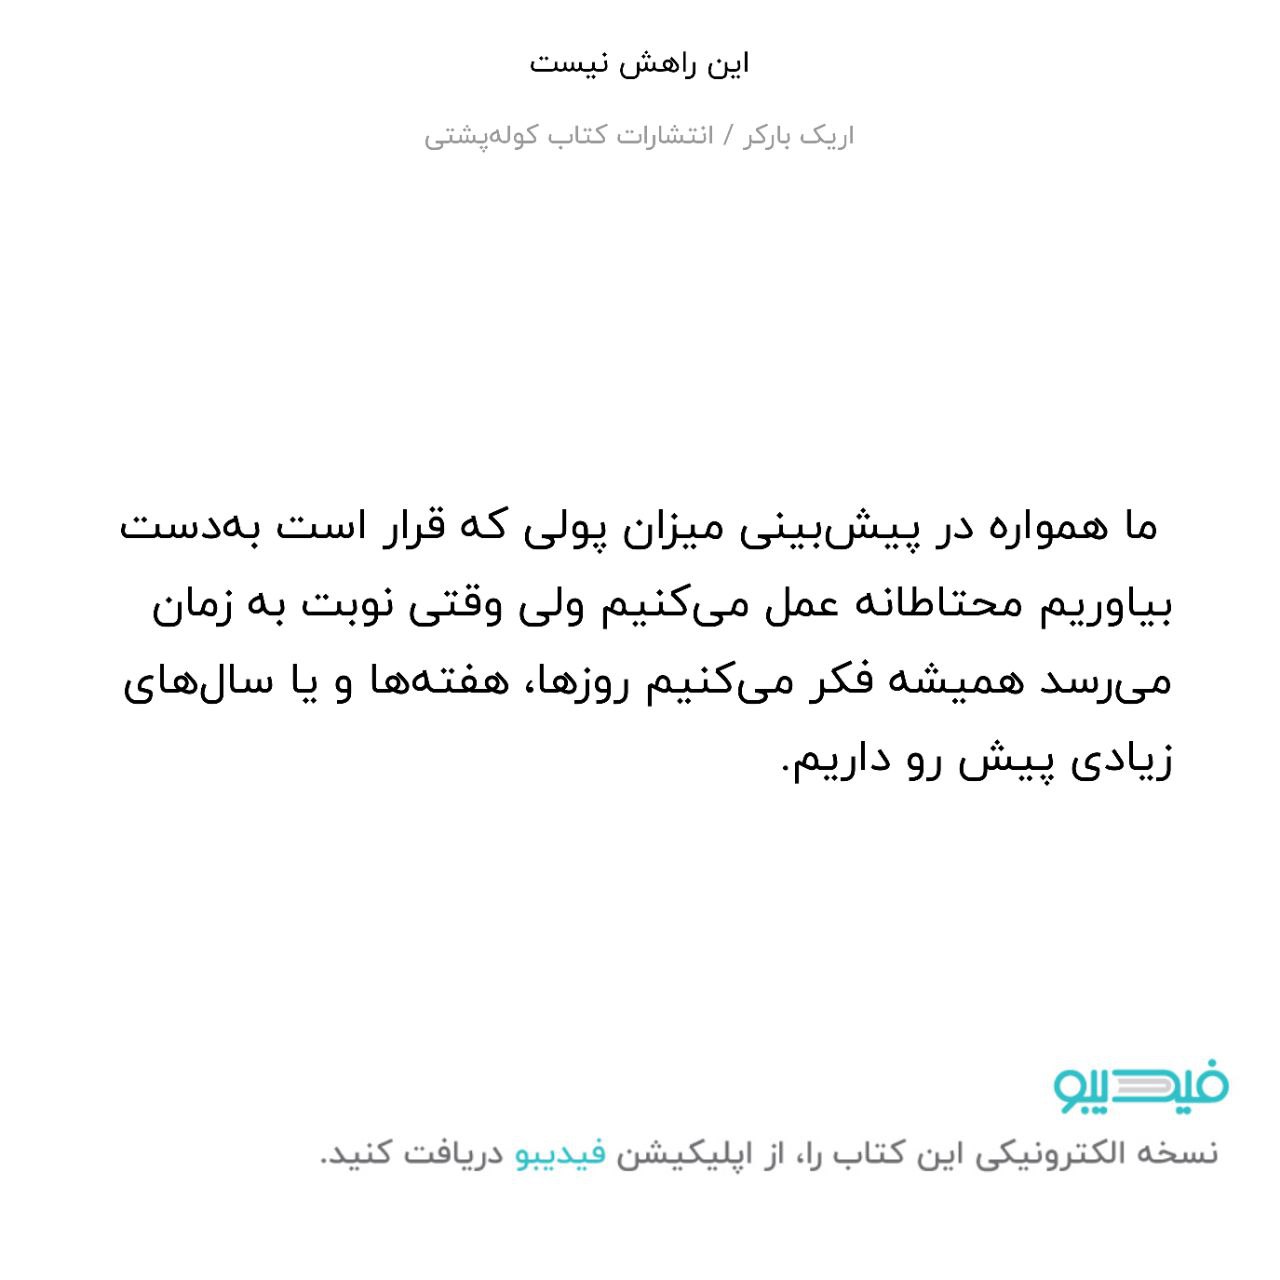 این راهش نیست
اریک بارکر / انتشارات کتاب کوله‌پشتی
ما همواره در پیش‌بینی میزان پولی که قرار است به‌دست
بیاوریم محتاطانه عمل می‌کنیم ولی وقتی نوبت به زمان
می‌رسد همیشه فکر می‌کنیم روزها، هفته‌ها و یا سال‌های
زیادی پیش رو داریم.
فیدیبو
نسخه الکترونیکی این کتاب را، از اپلیکیشن فیدیبو دریافت کنید.